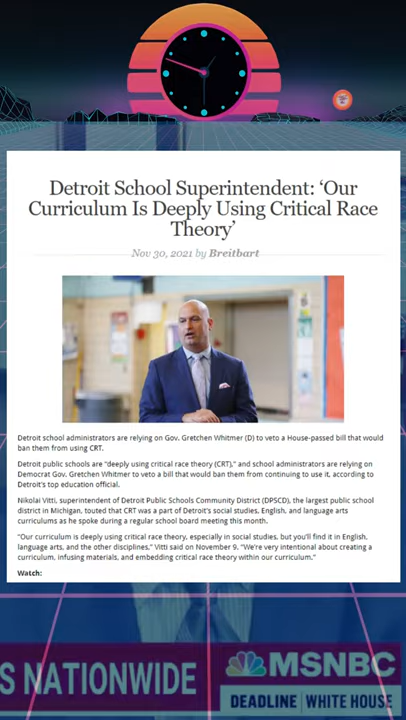 Detroit School Superintendent: ‘Our
Curriculum Is Deeply Using Critical Race
Theory’
Nov 30, 2021 by Breitbart
Detroit school administrators are relying on Gov. Gretchen Whitmer (D) to veto a House-passed bill that would
ban them from using CRT.
Detroit public schools are “deeply using critical race theory (CRT),” and school administrators are relying on
Democrat Gov. Gretchen Whitmer to veto a bill that would ban them from continuing to use it, according to
Detroit's top education official.
Nikolai Vitti, superintendent of Detroit Public Schools Community District (DPSCD), the largest public school
district in Michigan, touted that CRT was a part of Detroit's social studies, English, and language arts
curriculums as he spoke during a regular school board meeting this month.
“Our curriculum is deeply using critical race theory, especially in social studies, but you'll find it in English,
language arts, and the other disciplines,” Vitti said on November 9. “We're very intentional about creating a
curriculum, infusing materials, and embedding critical race theory within our curriculum.”
Watch:
S NATIONWIDE
MSNBC
DEADLINE WHITE HOUSE